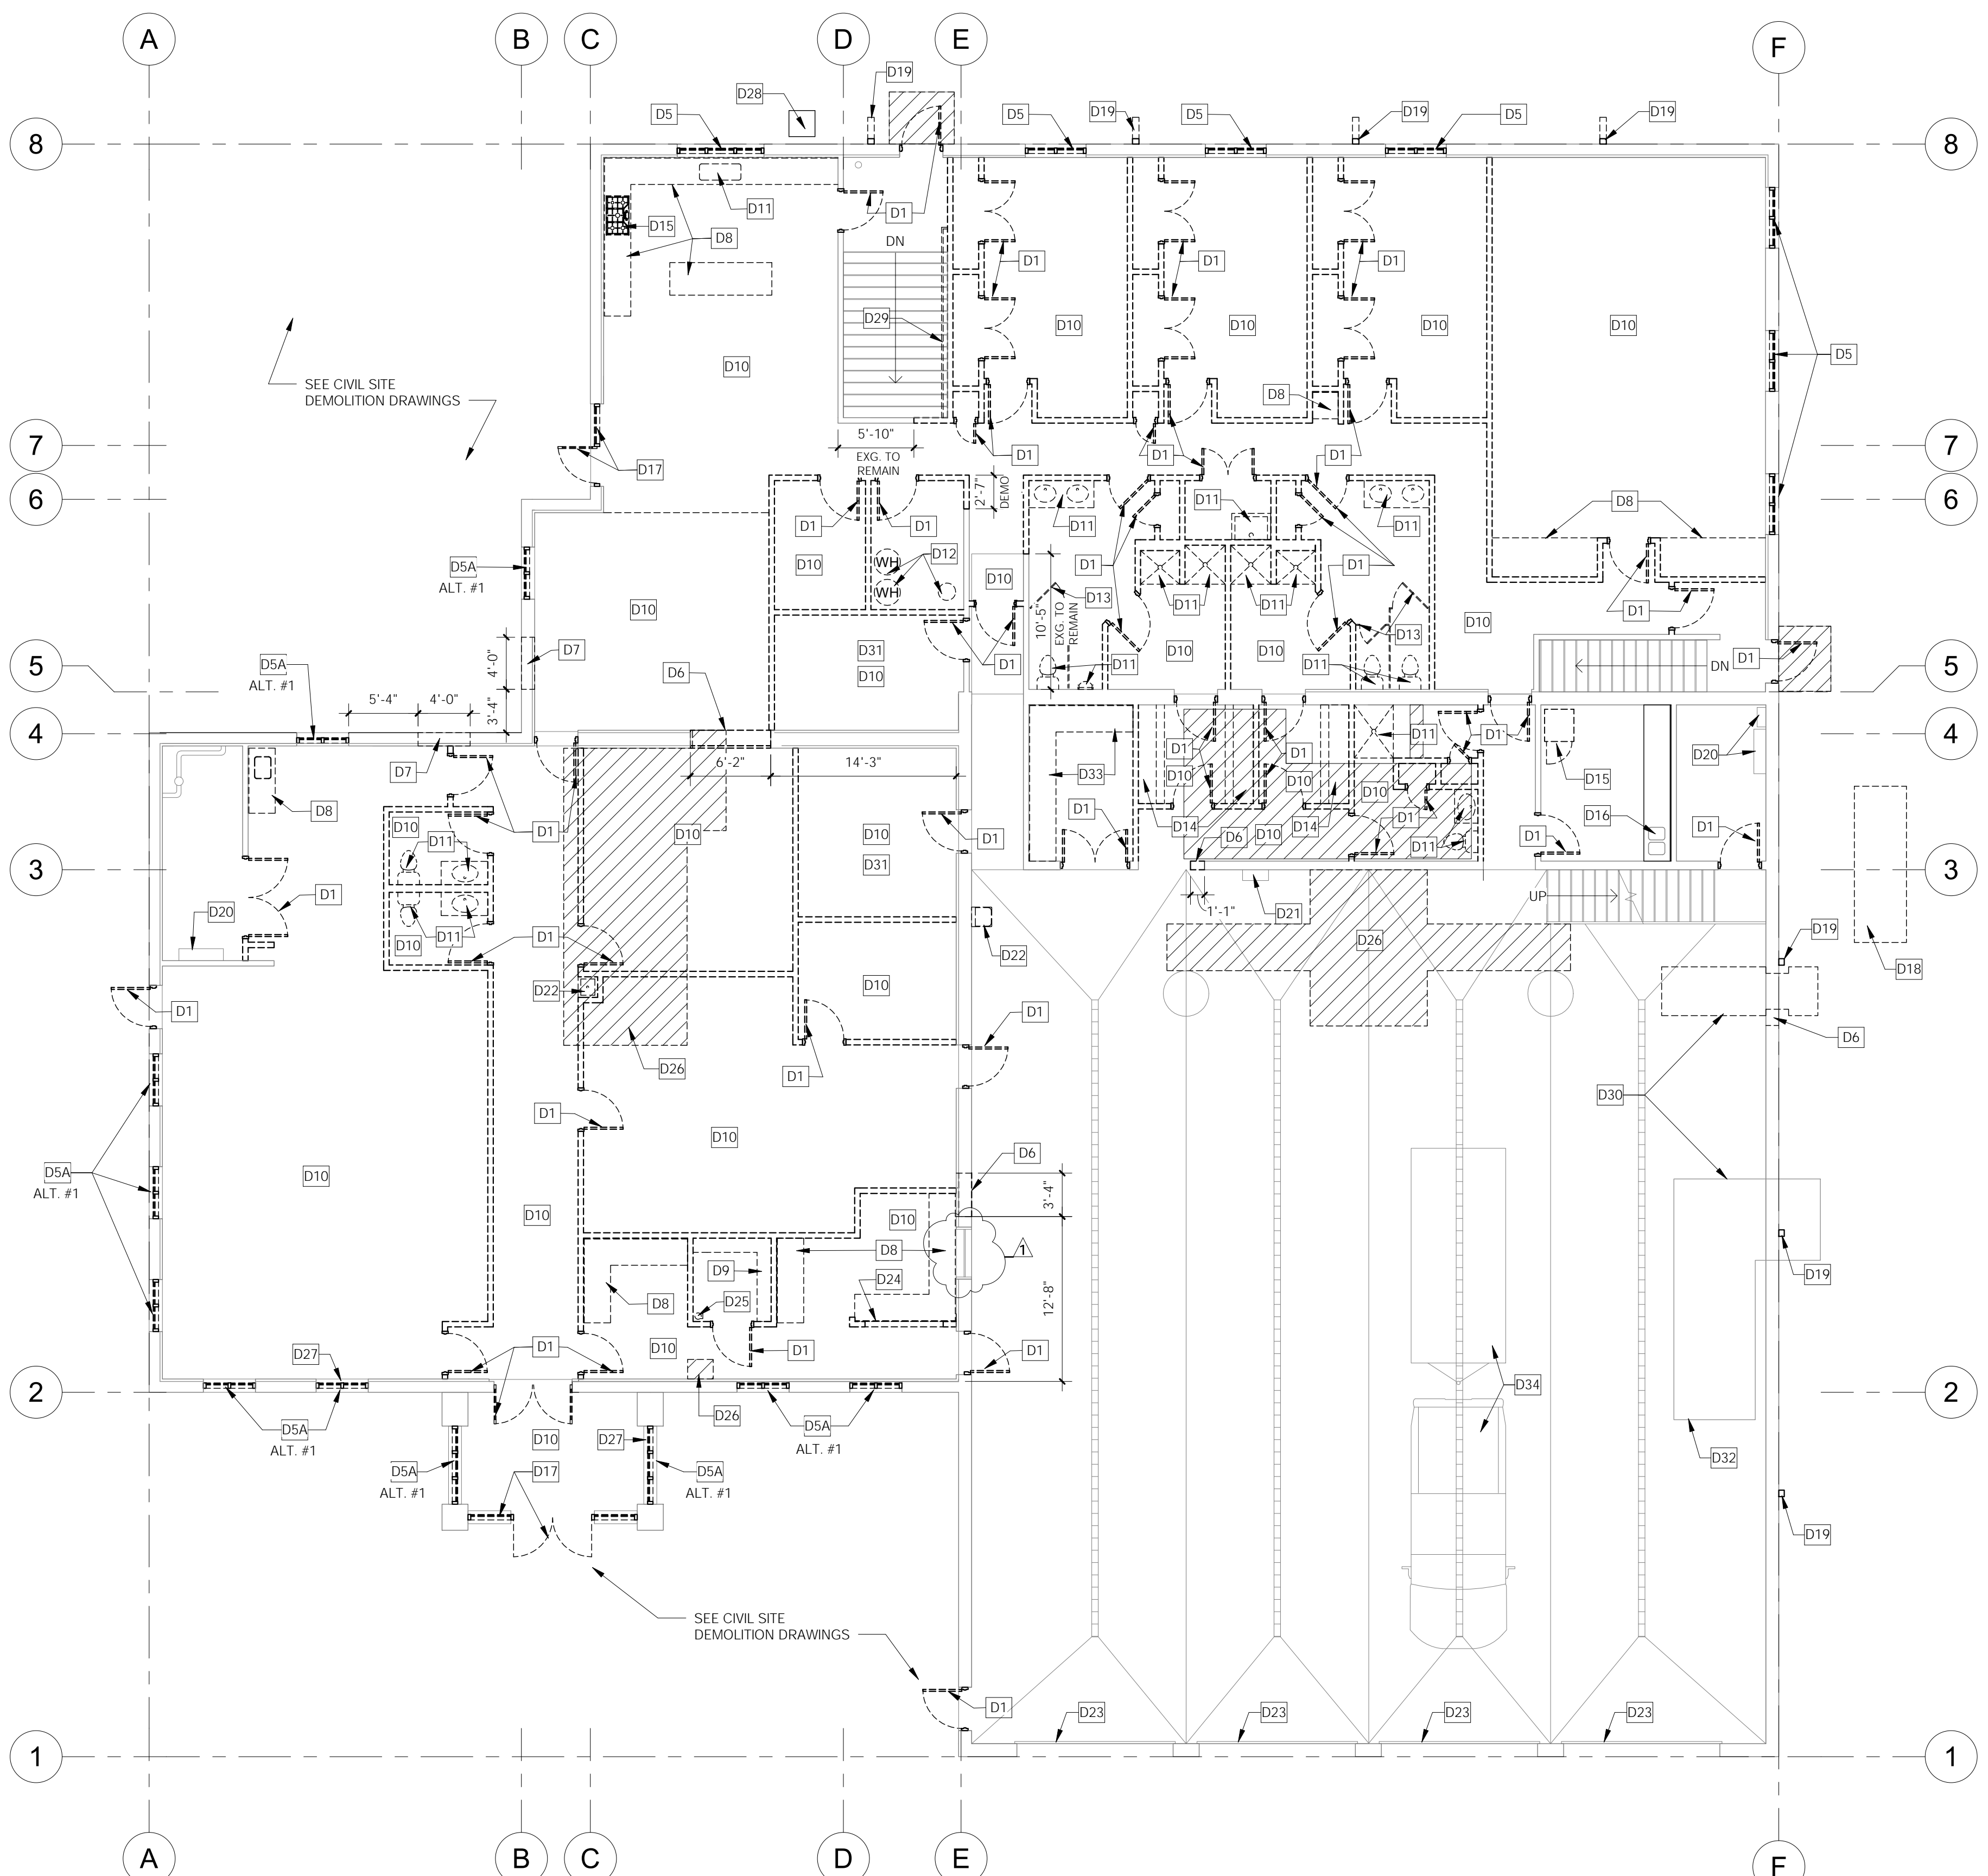 A B C D E F
D19
D28
D5 D5 D19 D5 D19 D5 D19
8 8
D11
D1
D15
D8
DN
D1 D1 D1
D29
D10 D10 D10 D10
D5
D10
SEE CIVIL SITE
DEMOLITION DRAWINGS
D8
5'-10"
7 7
EXG. TO
REMAIN
D1 D1 D1
D17
2'-7"
DEMO
6 6
D11 D8
D1 D1 D11 D11
D12
WH
D5A
ALT. #1
D10 D10 D1 D1
WH
D13
D10 D11 D11
D1
10'-5"
EXG. TO
REMAIN
D10
D13
D7
4'-0"
D31 D10 D10
D1
D1
5 5
D5A
ALT. #1
D6
D10
D11 D11
DN
5'-4" 4'-0"
3'-4"
4 4
D11 D1
D1 D1
D20
6'-2" 14'-3"
D7
D33
D10 D10
D15
D8
D10
D10
D14 D14
D16
D10 D1 D10 D10 D1 D1
D6 D10 D1 D1
D11
D11
D31
3 3
D1
D20
D11
D1
D10
1'-1"
D21
UP
D26
D19
D22
D18
D22
D10
D1
D1
D6
D26
D1
D30
D1
D10
D5A
ALT. #1
D10
D6
3'-4"
D10
D10
D8
1
D9
D24
D25
D8
12'-8"
D19
D27
D1
D10
D1
D1
2 2
D34
D26
D5A
ALT. #1
D10
D27
D5A
ALT. #1
D5A
ALT. #1
D17
D5A
ALT. #1
D32
D19
SEE CIVIL SITE
DEMOLITION DRAWINGS
D1
D23 D23 D23 D23
1 1
A B C D E F